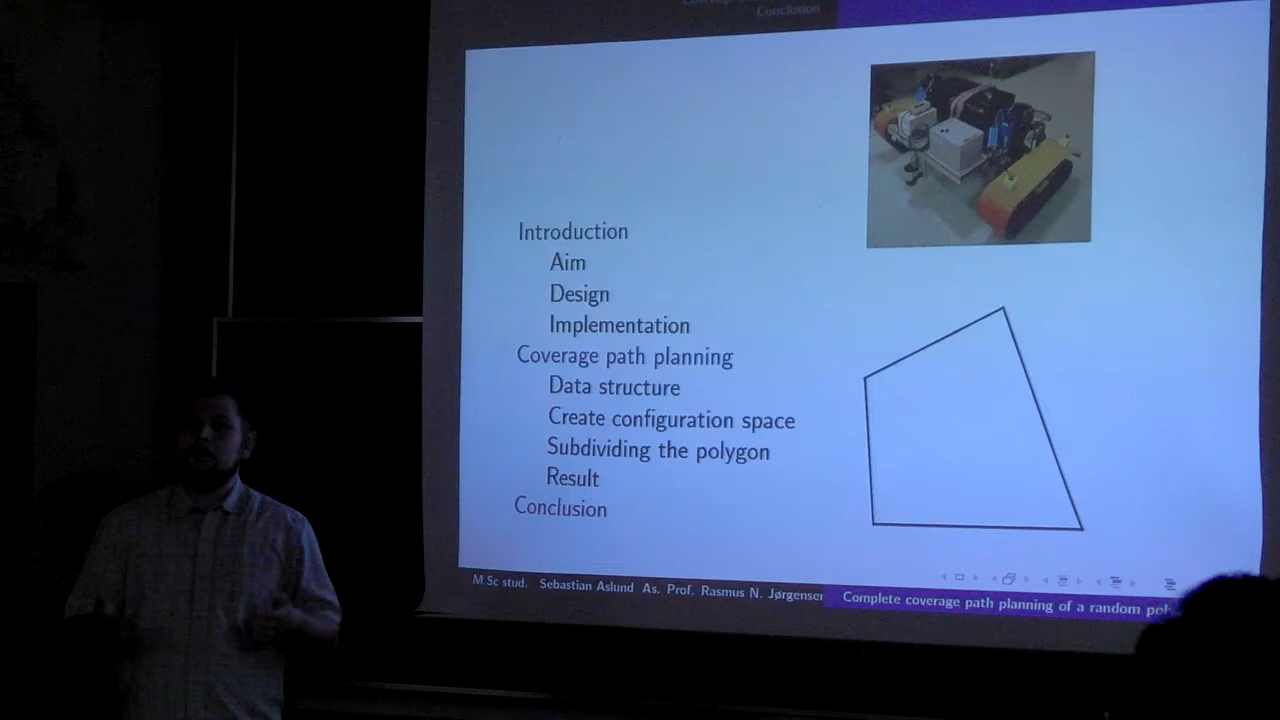 Conclusion
Introduction
Aim
Design
Implementation
Coverage path planning
Data structure
Create configuration space
Subdividing the polygon
Result
Conclusion
M.Sc stud. Sebastian Aslund As. Prof. Rasmus N. Jørgensen
Complete coverage path planning of a random